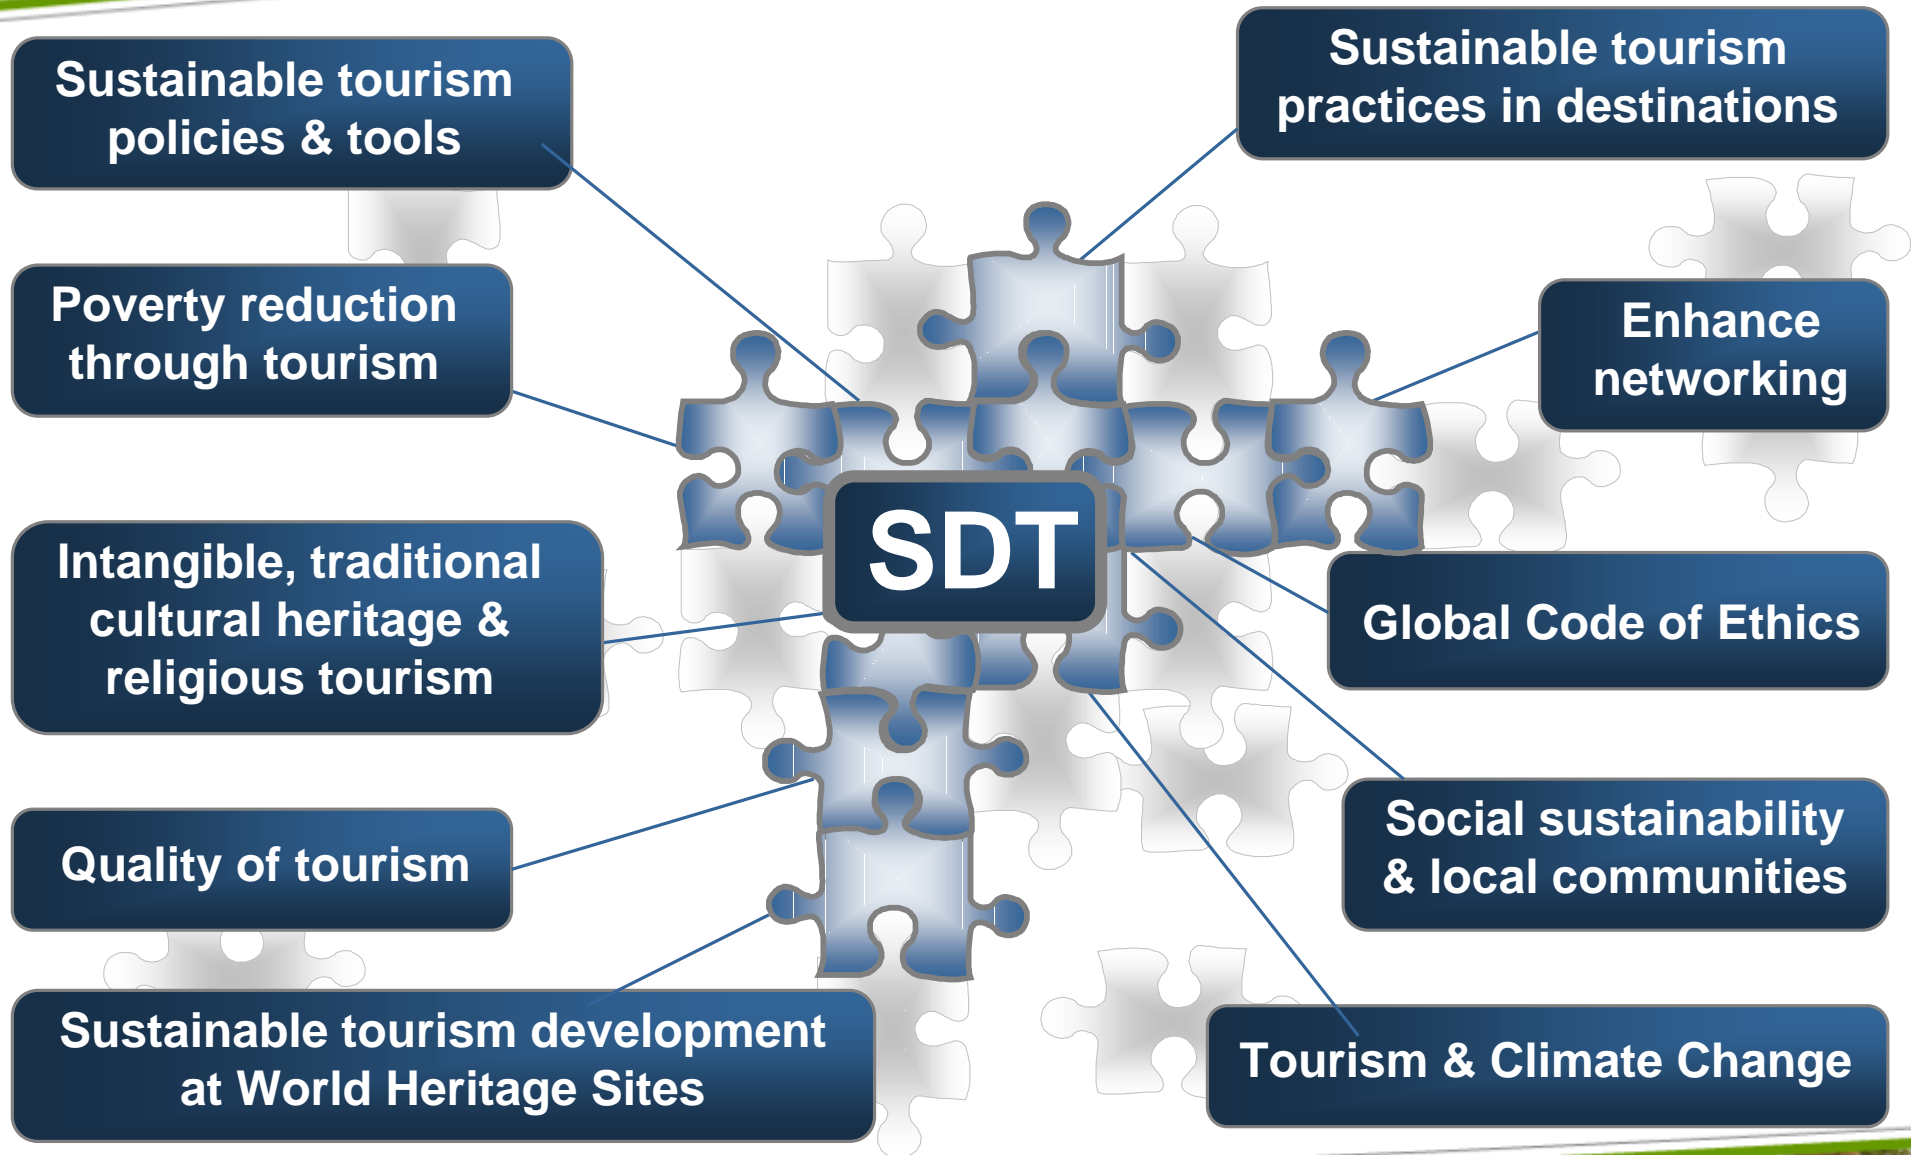 Sustainable tourism
policies & tools
Sustainable tourism
practices in destinations
Poverty reduction
through tourism
Enhance
networking
SDT
Intangible, traditional
cultural heritage &
religious tourism
Global Code of Ethics
Quality of tourism
Social sustainability
& local communities
Sustainable tourism development
at World Heritage Sites
Tourism & Climate Change